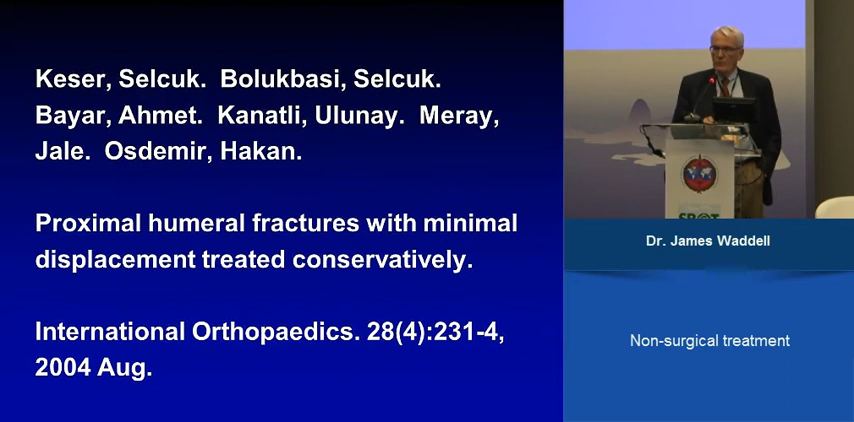 Keser, Selcuk. Bolukbasi, Selcuk.
Bayar, Ahmet. Kanatli, Ulunay. Meray,
Jale. Osdemir, Hakan.
Proximal humeral fractures with minimal
displacement treated conservatively.
International Orthopaedics. 28(4):231-4,
2004 Aug.
Dr. James Waddell
Non-surgical treatment